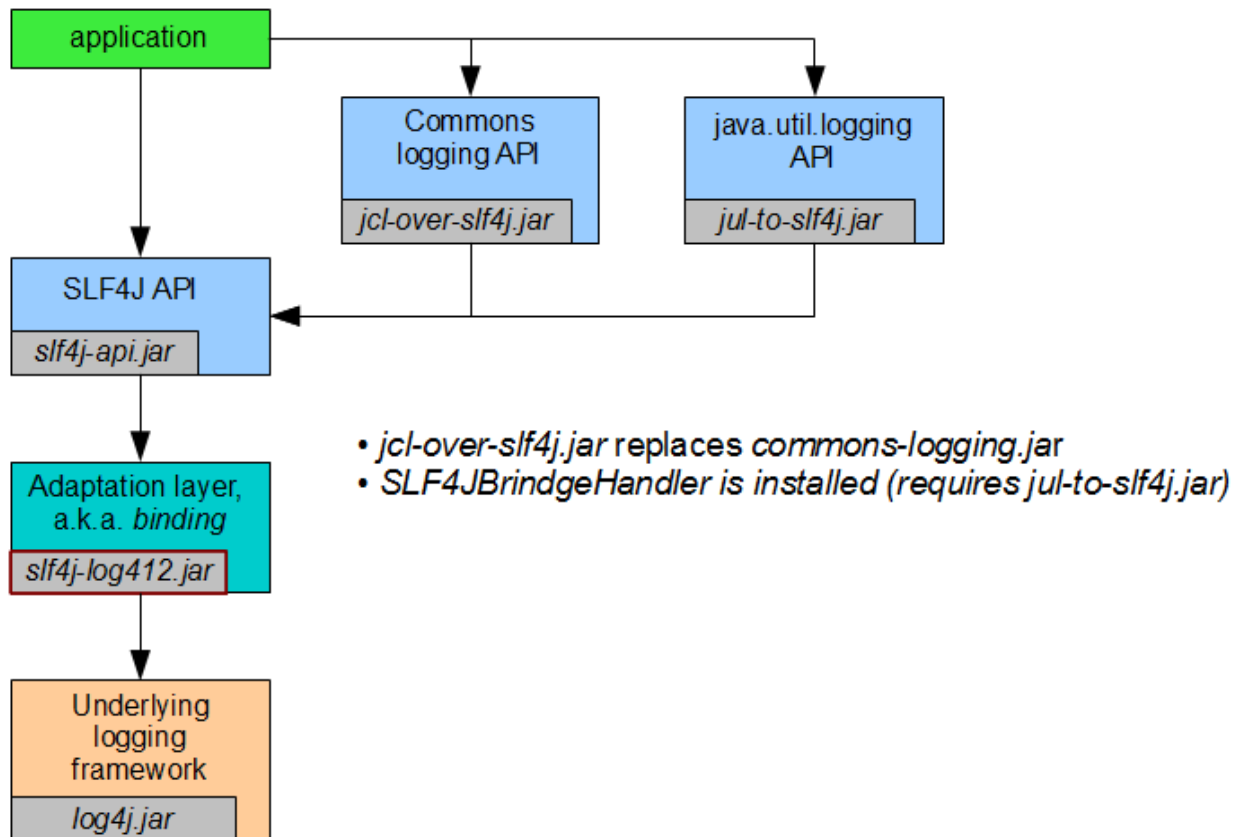 application
Commons
logging API
jcl-over-slf4j.jar
java.util.logging
API
jul-to-slf4j.jar
SLF4J API
slf4j-api.jar
• jcl-over-slf4j.jar replaces commons-logging.jar
• SLF4JBrindgeHandler is installed (requires jul-to-slf4j.jar)
Adaptation layer,
a.k.a. binding
slf4j-log412.jar
Underlying
logging
framework
log4j.jar